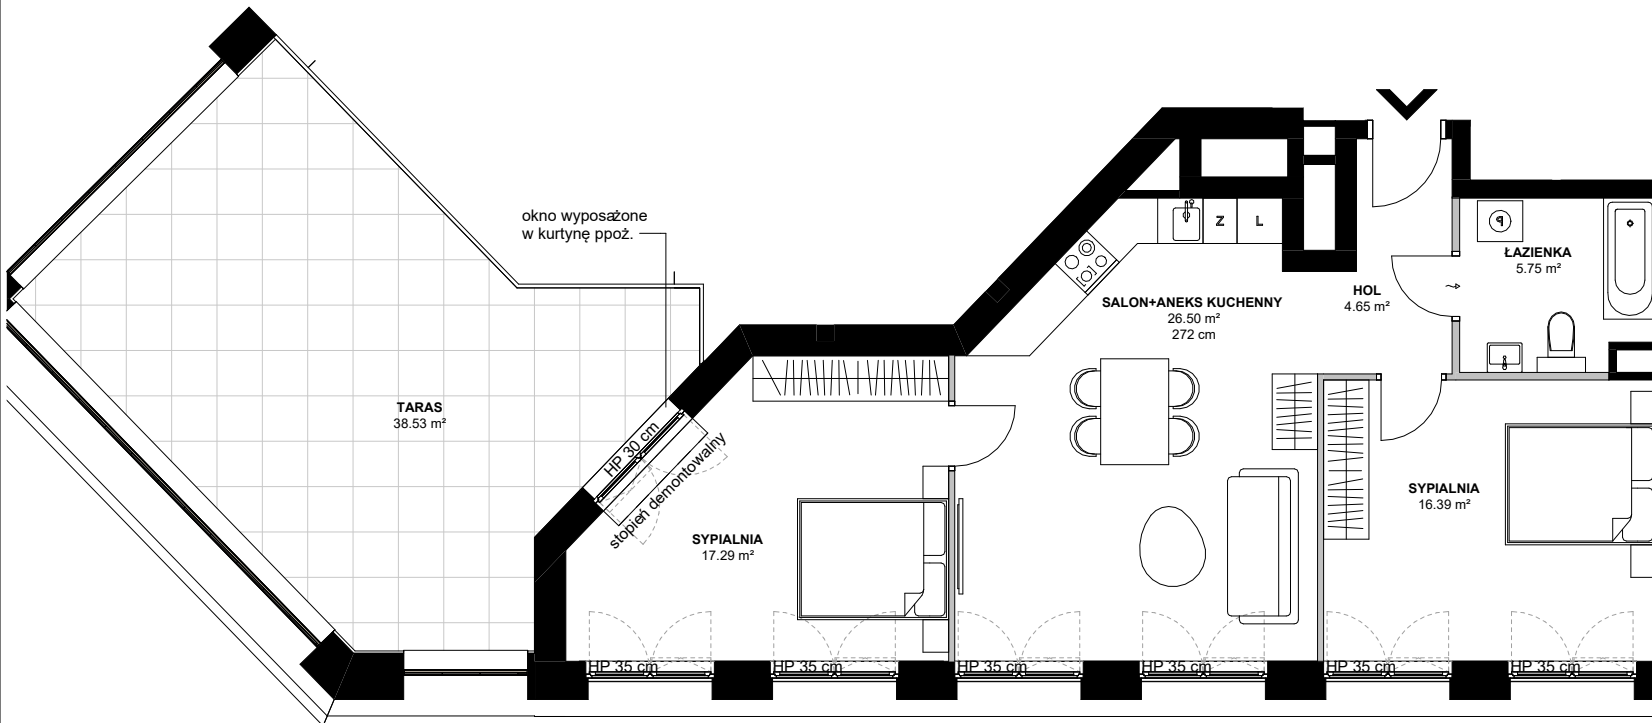 okno wyposażone
w kurtynę ppoż.
TARAS
38.53 m²
HP 30 cm
stopień demontowalny
SYPIALNIA
17.29 m²
SALON+ANEKS KUCHENNY
26.50 m²
272 cm
Z
L
HOL
4.65 m²
P
ŁAZIENKA
5.75 m²
SYPIALNIA
16.39 m²
HP 35 cm
HP 35 cm
HP 35 cm
HP 35 cm
HP 35 cm
HP 35 cm